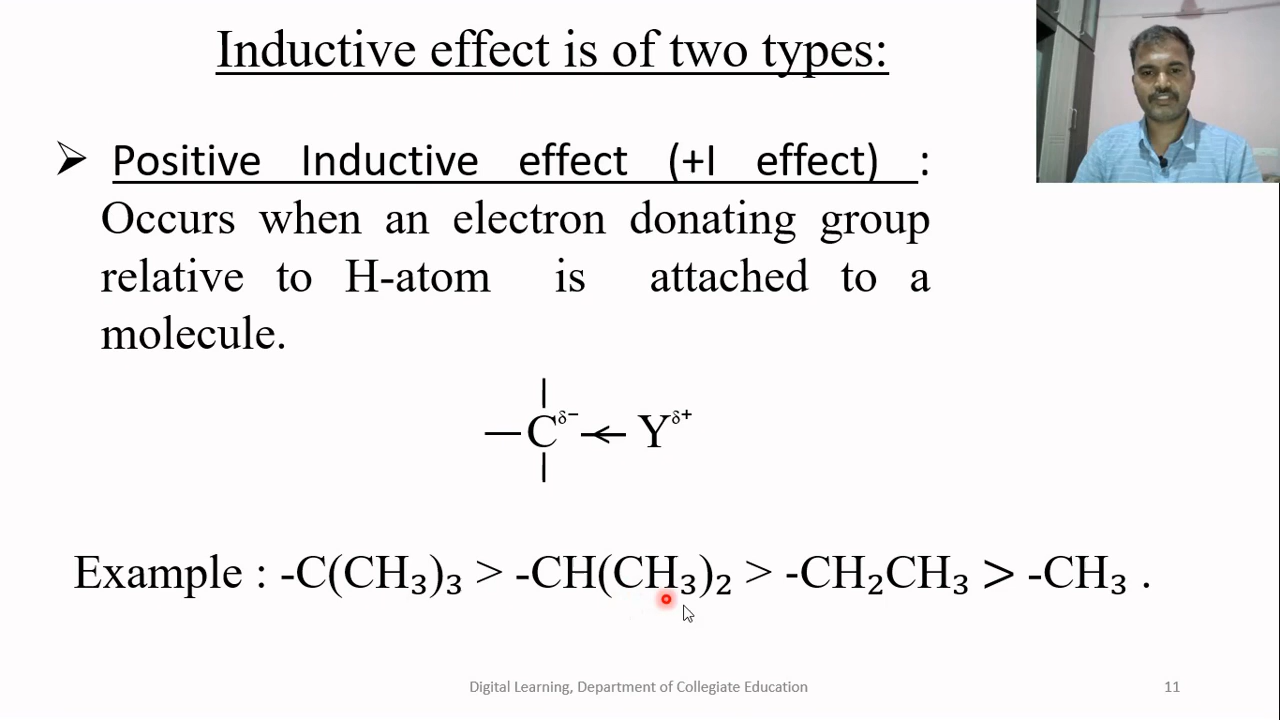 Inductive effect is of two types:
➢ Positive Inductive effect (+I effect) :
Occurs when an electron donating group
relative to H-atom is attached to a
molecule.
—C^δ− ← Y^δ+
Example : -C(CH₃)₃ > -CH(CH₃)₂ > -CH₂CH₃ > -CH₃ .
Digital Learning, Department of Collegiate Education
11